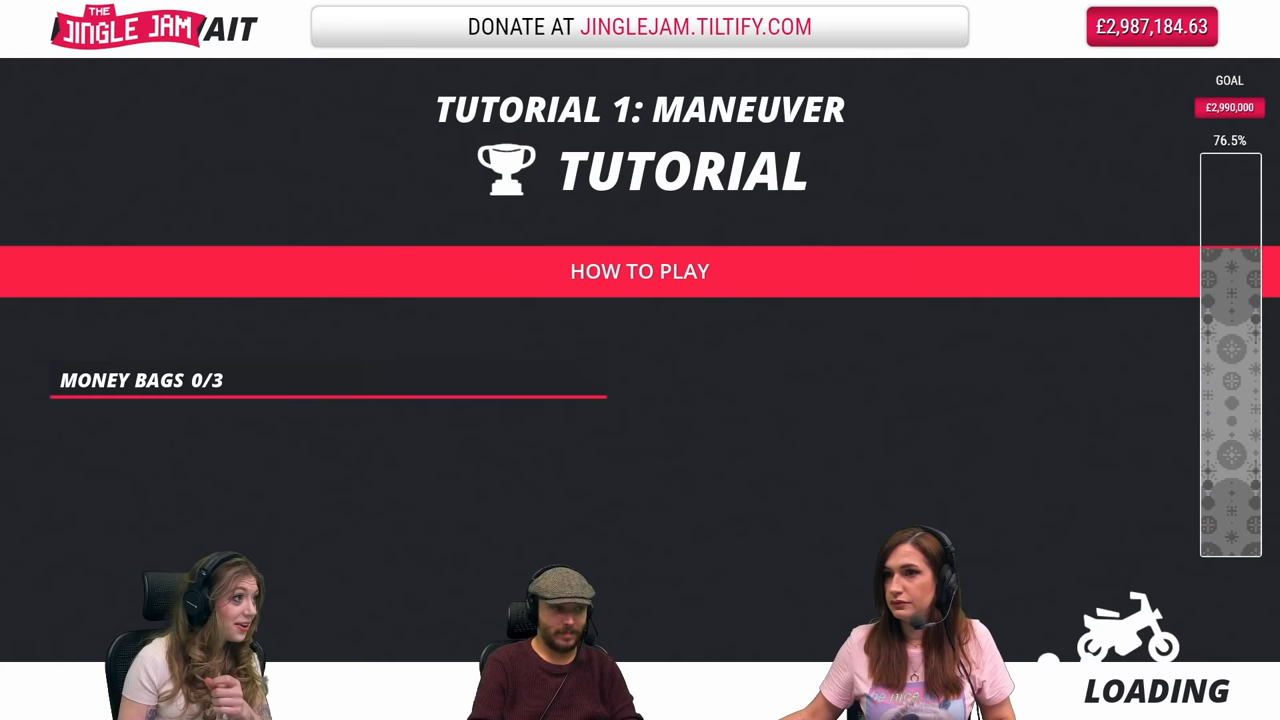 THE
JINGLE JAM
AIT
DONATE AT JINGLEJAM.TILTIFY.COM
£2,987,184.63
GOAL
£2,990,000
76.5%
TUTORIAL 1: MANEUVER
TUTORIAL
HOW TO PLAY
MONEY BAGS 0/3
LOADING